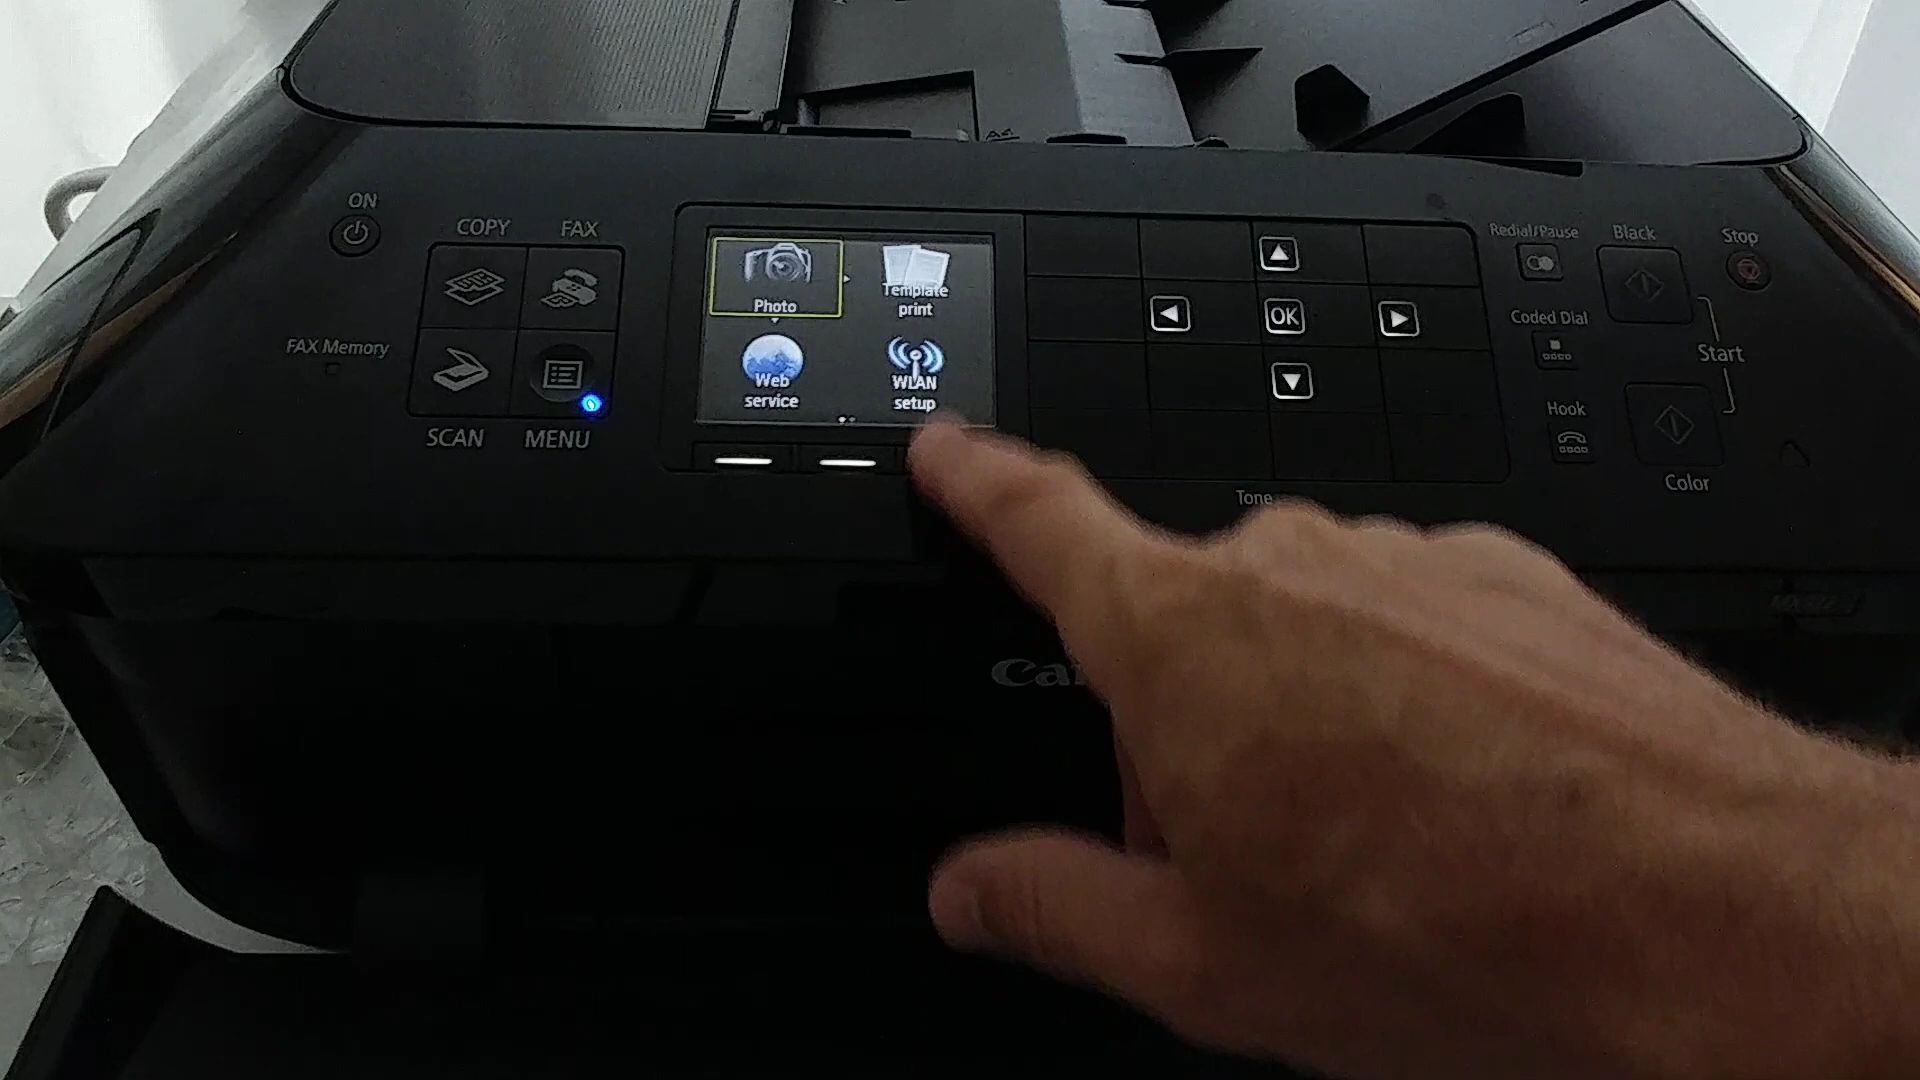 ON
COPY
FAX
FAX Memory
SCAN
MENU
Photo
Template
print
Web
service
WLAN
setup
OK
Tone
Redial/Pause
Black
Stop
Coded Dial
Start
Hook
Color